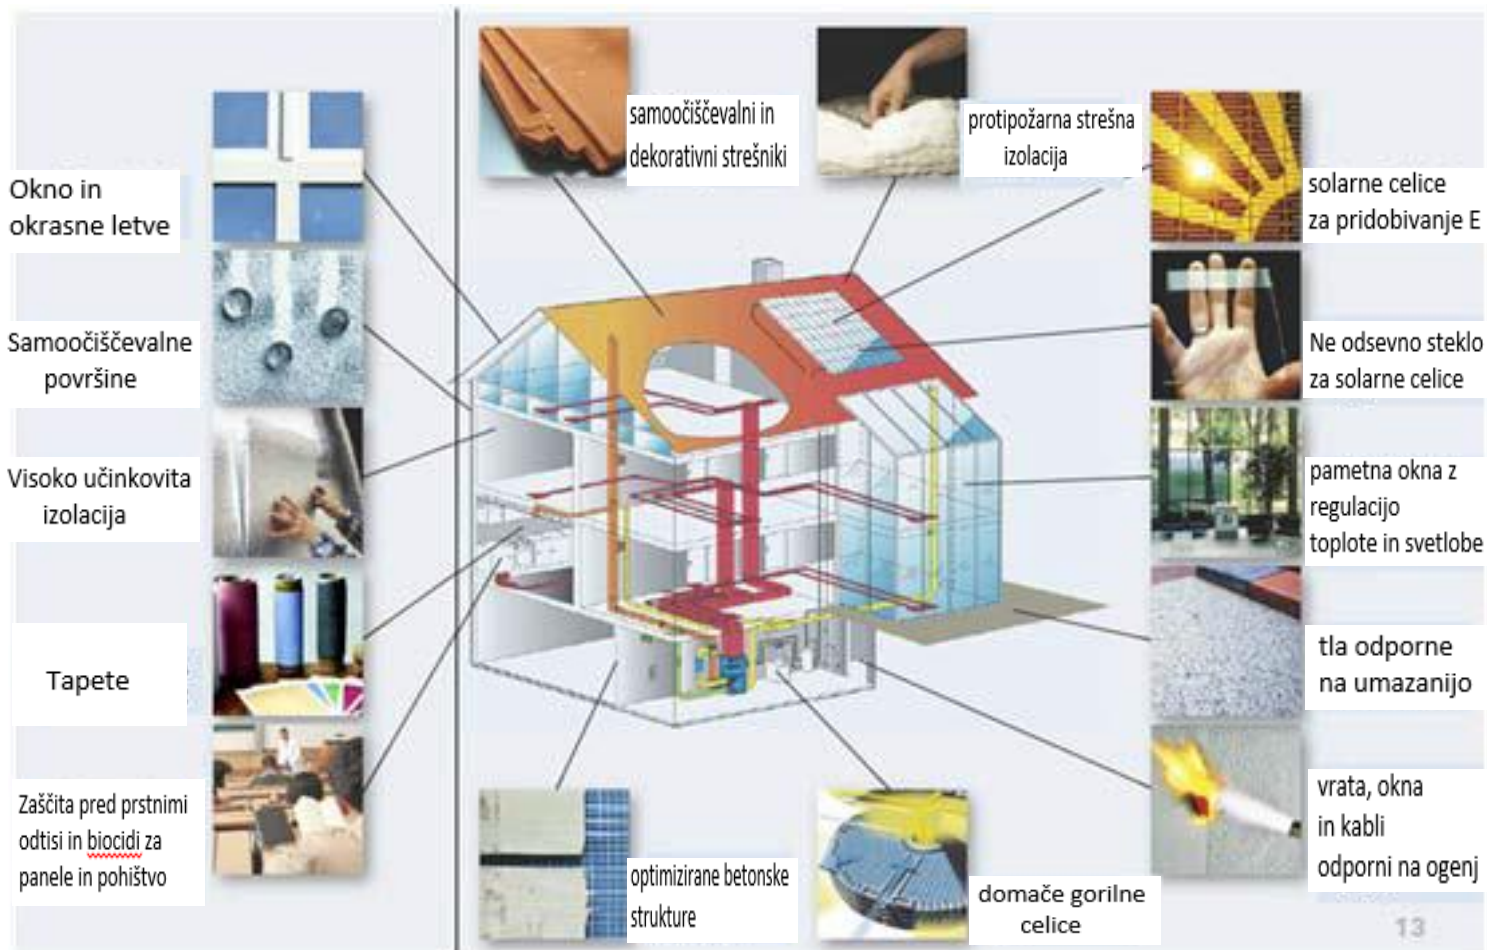 Okno in
okrasne letve
Samoočiščevalne
površine
Visoko učinkovita
izolacija
Tapete
Zaščita pred prstnimi
odtisi in biocidi za
panele in pohištvo
samoočiščevalni in
dekorativni strešniki
protipožarna strešna
izolacija
solarne celice
za pridobivanje E
Ne odsevno steklo
za solarne celice
pametna okna z
regulacijo
toplote in svetlobe
tla odporne
na umazanijo
vrata, okna
in kabli
odporni na ogenj
optimizirane betonske
strukture
domače gorilne
celice
13